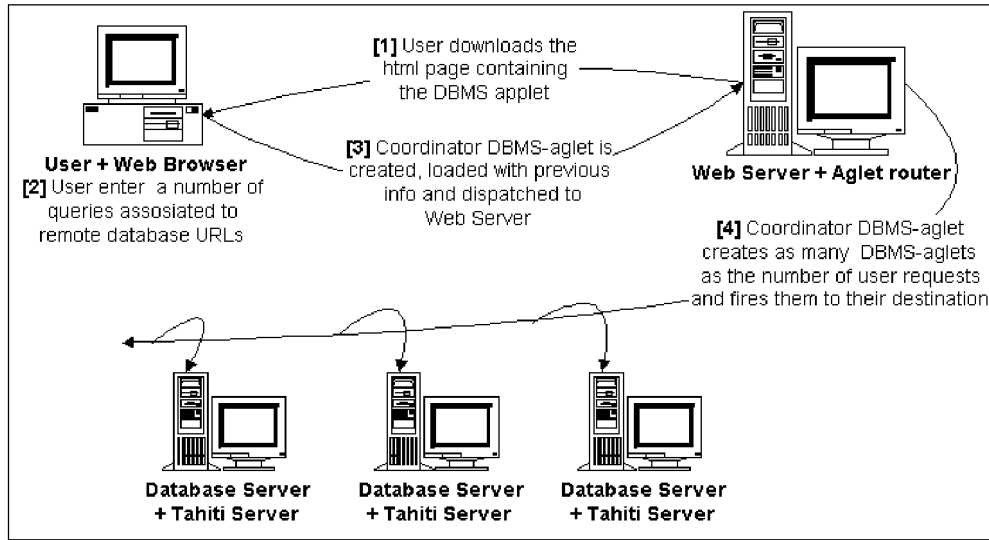 [1] User downloads the
html page containing
the DBMS applet
User + Web Browser
[2] User enter a number of
queries assosiated to
remote database URLs
[3] Coordinator DBMS-aglet is
created, loaded with previous
info and dispatched to
Web Server
Web Server + Aglet router
[4] Coordinator DBMS-aglet
creates as many DBMS-aglets
as the number of user requests
and fires them to their destination
Database Server
+ Tahiti Server
Database Server
+ Tahiti Server
Database Server
+ Tahiti Server